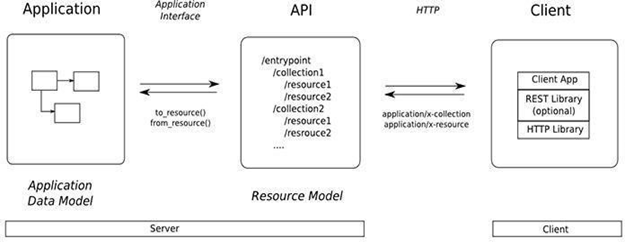 Application
Application
Interface
API
HTTP
Client
to_resource()
from_resource()
/entrypoint
/collection1
/resource1
/resource2
/collection2
/resource1
/resrouce2
....
application/x-collection
application/x-resource
Client App
REST Library
(optional)
HTTP Library
Application
Data Model
Resource Model
Server
Client